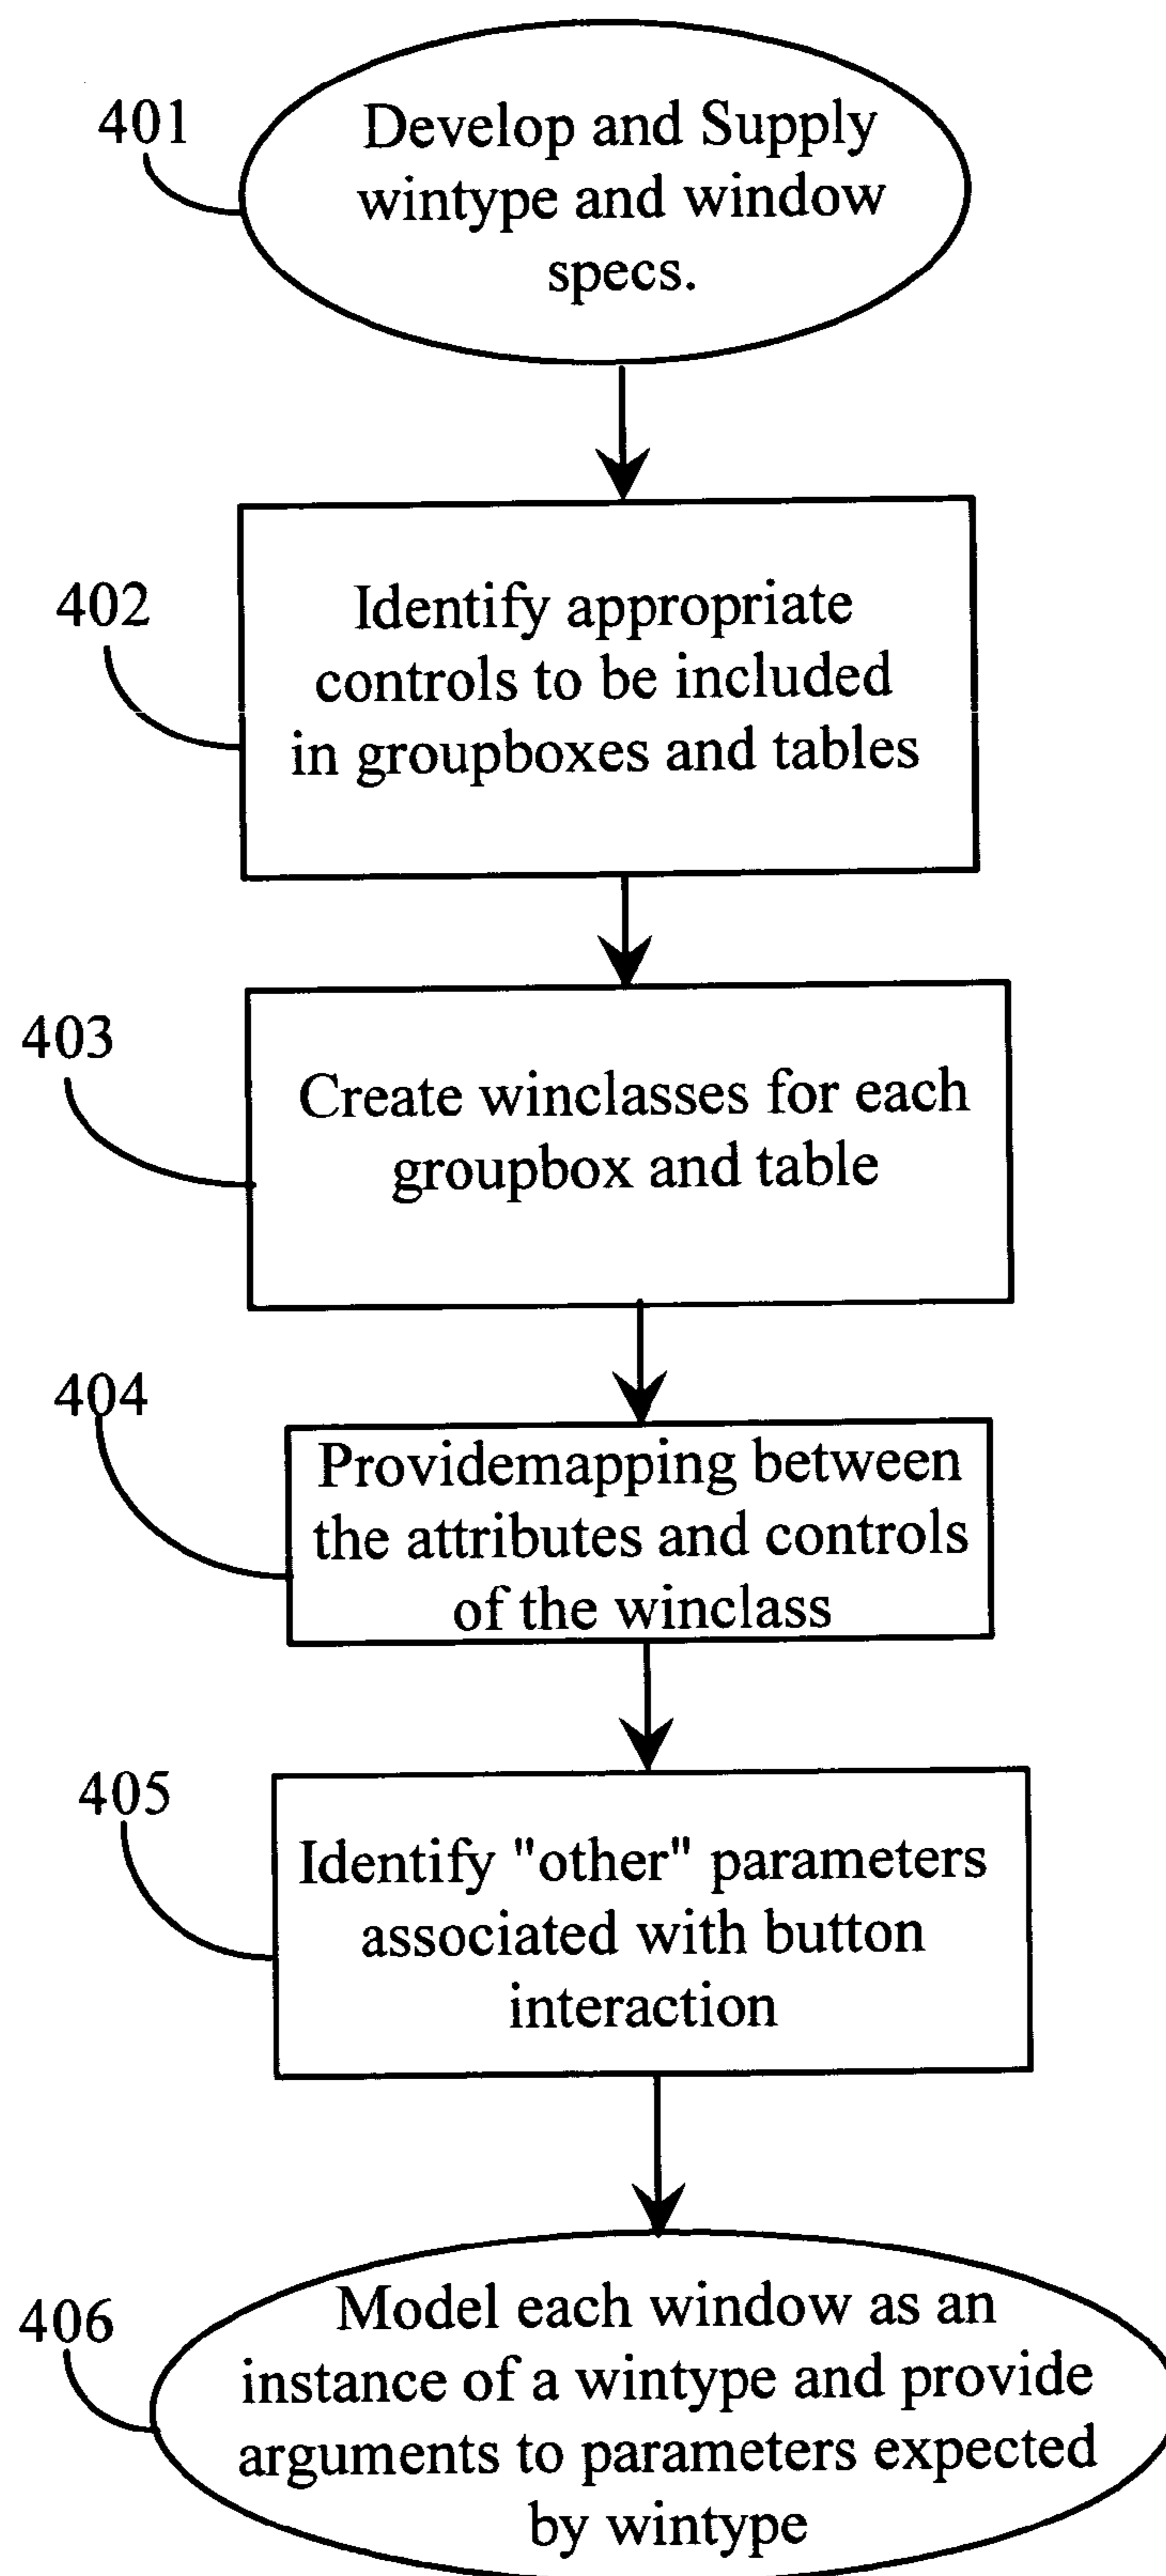 401
Develop and Supply
wintype and window
specs.
402
Identify appropriate
controls to be included
in groupboxes and tables
403
Create winclasses for each
groupbox and table
404
Providemapping between
the attributes and controls
of the winclass
405
Identify "other" parameters
associated with button
interaction
406
Model each window as an
instance of a wintype and provide
arguments to parameters expected
by wintype